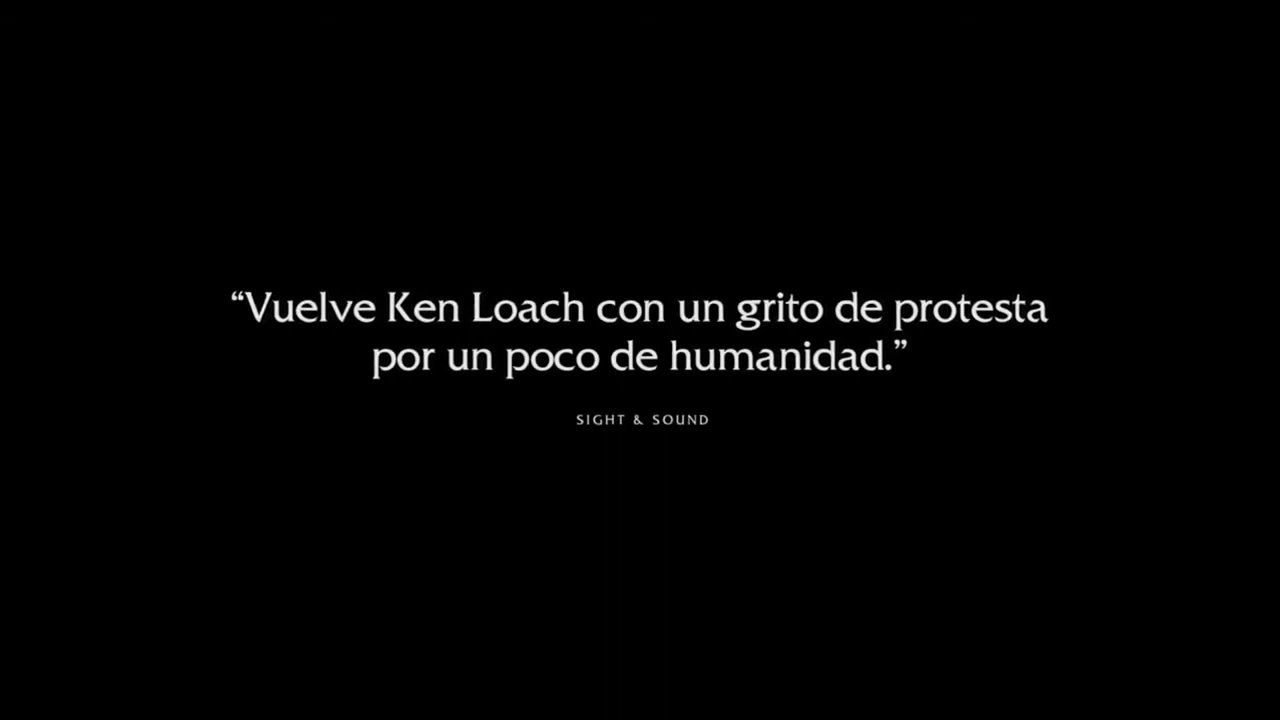 “Vuelve Ken Loach con un grito de protesta
por un poco de humanidad.”
SIGHT & SOUND